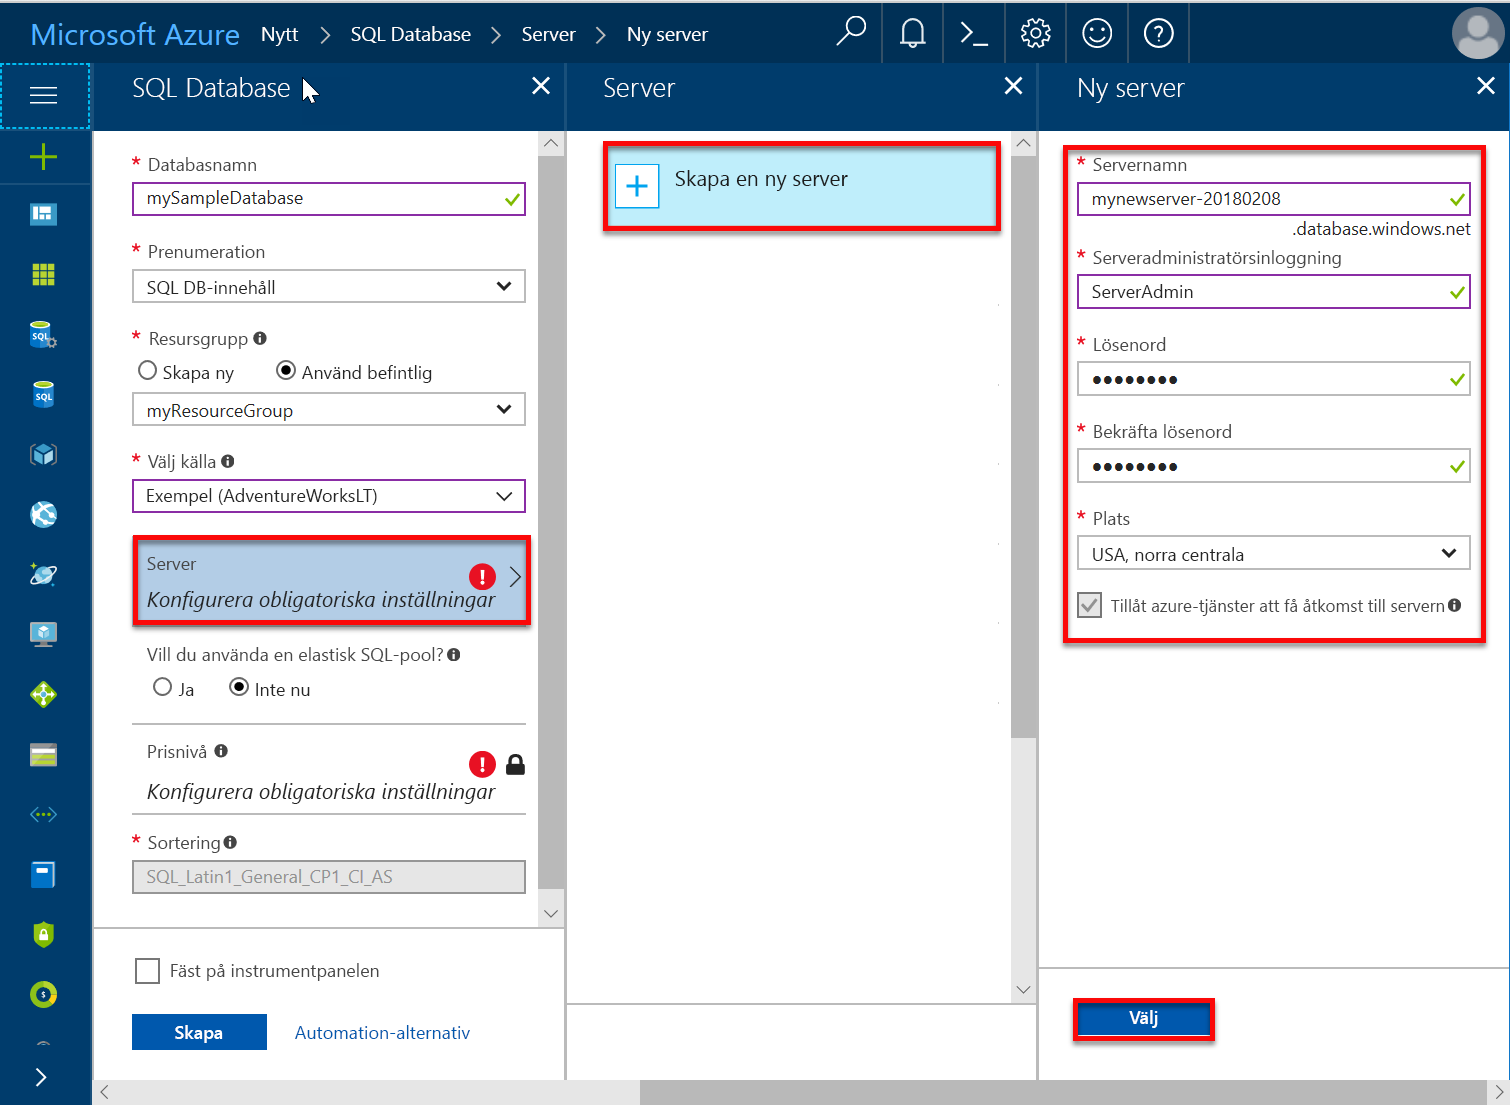 Microsoft Azure Nytt SQL Database Server Ny server
SQL Database
* Databasnamn
mySampleDatabase
* Prenumeration
SQL DB-innehåll
* Resursgrupp
Skapa ny Använd befintlig
myResourceGroup
* Välj källa
Exempel (AdventureWorksLT)
Server
Konfigurera obligatoriska inställningar
Vill du använda en elastisk SQL-pool?
Ja Inte nu
Prisnivå
Konfigurera obligatoriska inställningar
* Sortering
SQL_Latin1_General_CP1_CI_AS
Fäst på instrumentpanelen
Skapa Automation-alternativ
Server
Skapa en ny server
Ny server
* Servernamn
mynewserver-20180208
.database.windows.net
* Serveradministratörsinloggning
ServerAdmin
* Lösenord
••••••••
* Bekräfta lösenord
••••••••
* Plats
USA, norra centrala
Tillåt azure-tjänster att få åtkomst till servern
Välj
SQL
SQL